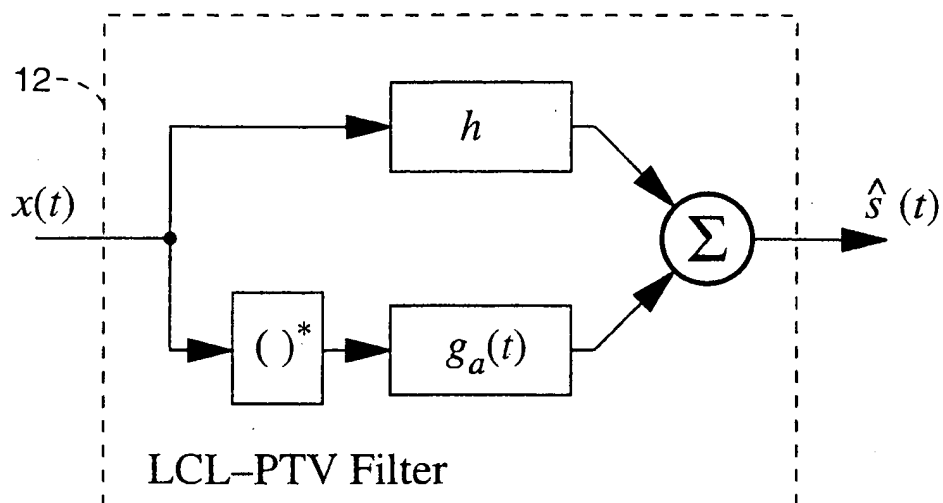 12
h
x(t)
Σ
ŝ (t)
( )*
g_a(t)
LCL–PTV Filter